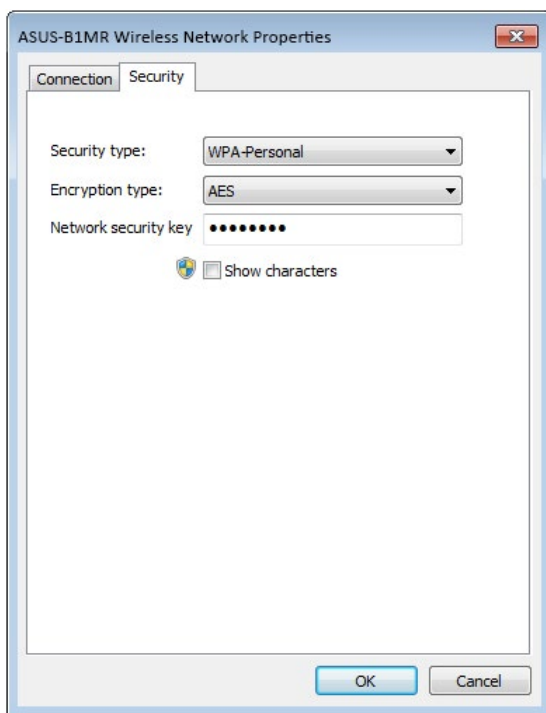 ASUS-B1MR Wireless Network Properties
Connection Security
Security type: WPA-Personal
Encryption type: AES
Network security key ••••••••
Show characters
OK Cancel